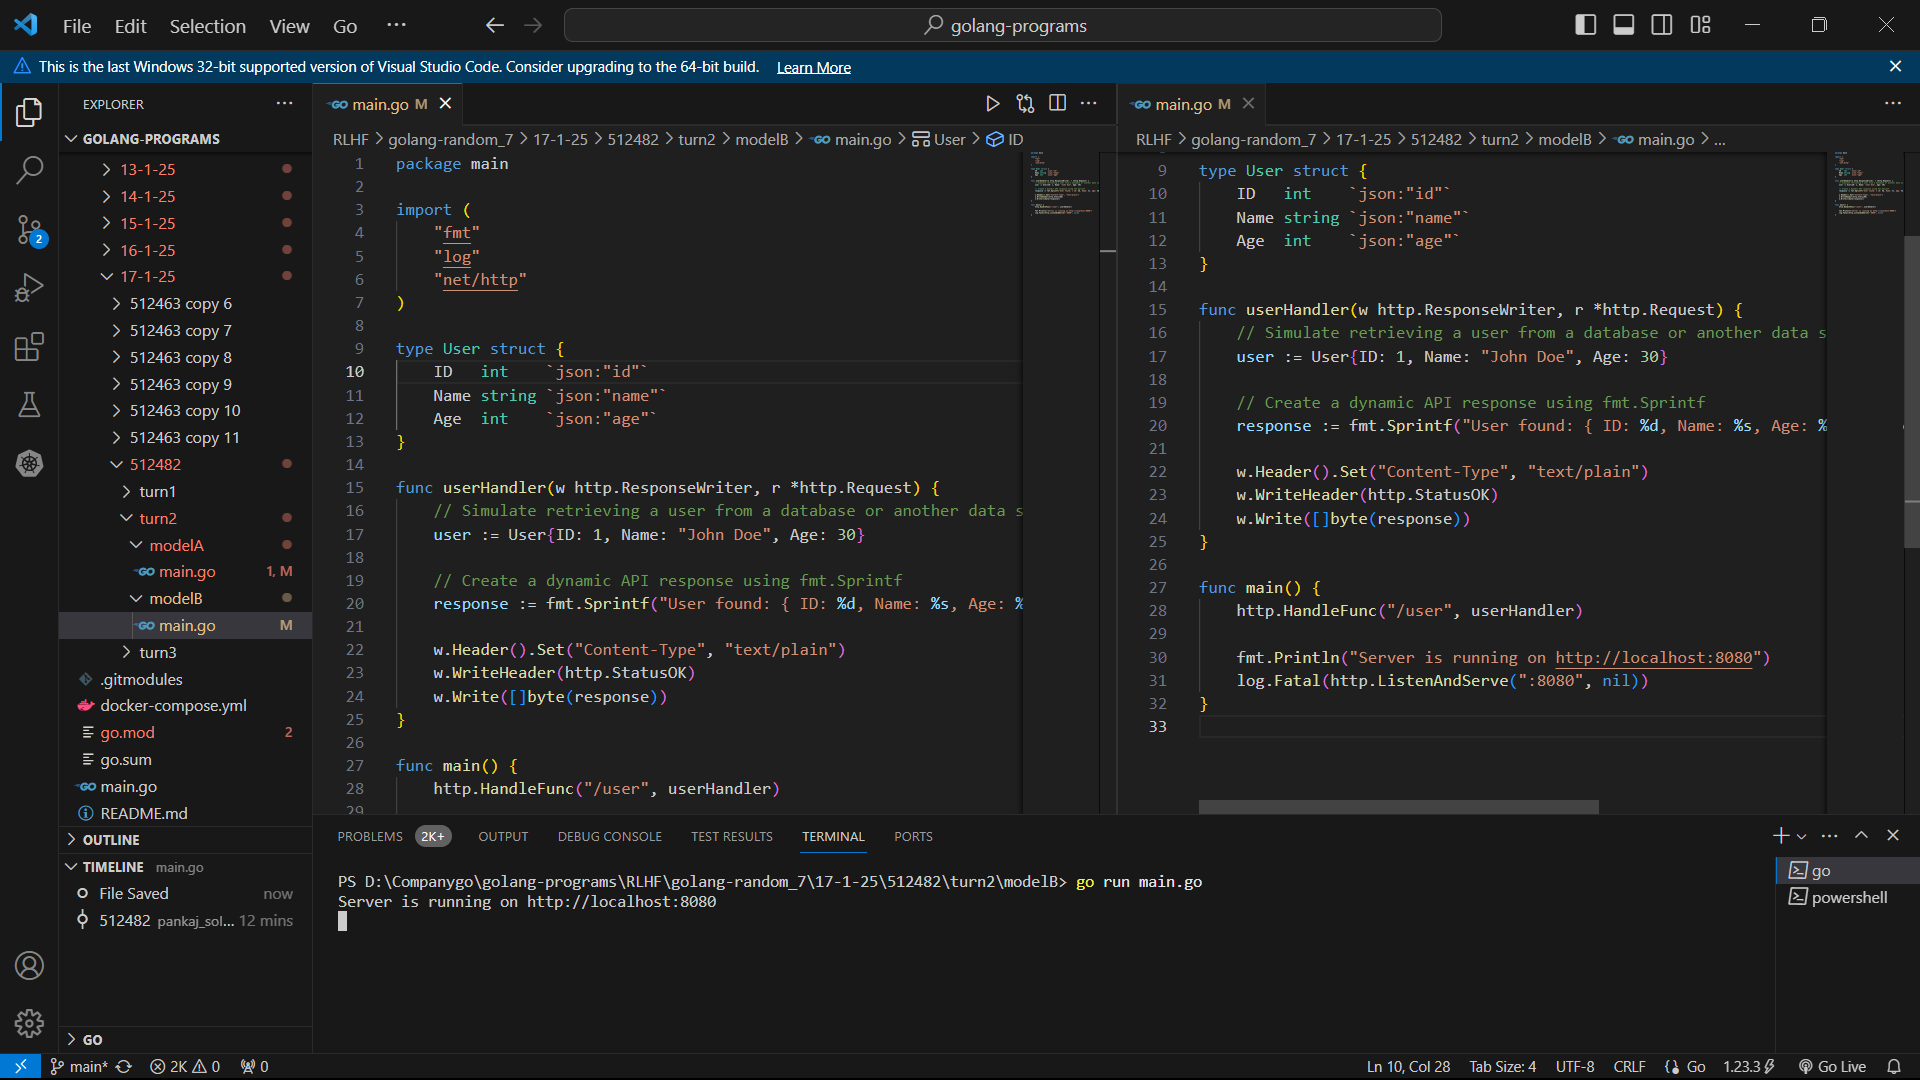 File Edit Selection View Go ···
golang-programs
This is the last Windows 32-bit supported version of Visual Studio Code. Consider upgrading to the 64-bit build. Learn More
EXPLORER
GOLANG-PROGRAMS
13-1-25
14-1-25
15-1-25
16-1-25
17-1-25
512463 copy 6
512463 copy 7
512463 copy 8
512463 copy 9
512463 copy 10
512463 copy 11
512482
turn1
turn2
modelA
main.go 1, M
modelB
main.go M
turn3
.gitmodules
docker-compose.yml
go.mod 2
go.sum
main.go
README.md
OUTLINE
TIMELINE main.go
File Saved now
512482 pankaj_sol... 12 mins
GO
2
main.go M
RLHF > golang-random_7 > 17-1-25 > 512482 > turn2 > modelB > main.go > User > ID
1 package main
2
3 import (
4 "fmt"
5 "log"
6 "net/http"
7 )
8
9 type User struct {
10 ID int `json:"id"`
11 Name string `json:"name"`
12 Age int `json:"age"`
13 }
14
15 func userHandler(w http.ResponseWriter, r *http.Request) {
16 // Simulate retrieving a user from a database or another data s
17 user := User{ID: 1, Name: "John Doe", Age: 30}
18
19 // Create a dynamic API response using fmt.Sprintf
20 response := fmt.Sprintf("User found: { ID: %d, Name: %s, Age: %
21
22 w.Header().Set("Content-Type", "text/plain")
23 w.WriteHeader(http.StatusOK)
24 w.Write([]byte(response))
25 }
26
27 func main() {
28 http.HandleFunc("/user", userHandler)
29
main.go M
RLHF > golang-random_7 > 17-1-25 > 512482 > turn2 > modelB > main.go > ...
9 type User struct {
10 ID int `json:"id"`
11 Name string `json:"name"`
12 Age int `json:"age"`
13 }
14
15 func userHandler(w http.ResponseWriter, r *http.Request) {
16 // Simulate retrieving a user from a database or another data s
17 user := User{ID: 1, Name: "John Doe", Age: 30}
18
19 // Create a dynamic API response using fmt.Sprintf
20 response := fmt.Sprintf("User found: { ID: %d, Name: %s, Age: %
21
22 w.Header().Set("Content-Type", "text/plain")
23 w.WriteHeader(http.StatusOK)
24 w.Write([]byte(response))
25 }
26
27 func main() {
28 http.HandleFunc("/user", userHandler)
29
30 fmt.Println("Server is running on http://localhost:8080")
31 log.Fatal(http.ListenAndServe(":8080", nil))
32 }
33
PROBLEMS 2K+ OUTPUT DEBUG CONSOLE TEST RESULTS TERMINAL PORTS
PS D:\Companygo\golang-programs\RLHF\golang-random_7\17-1-25\512482\turn2\modelB> go run main.go
Server is running on http://localhost:8080
go
powershell
main* 2K 0 0 Ln 10, Col 28 Tab Size: 4 UTF-8 CRLF Go 1.23.3 Go Live